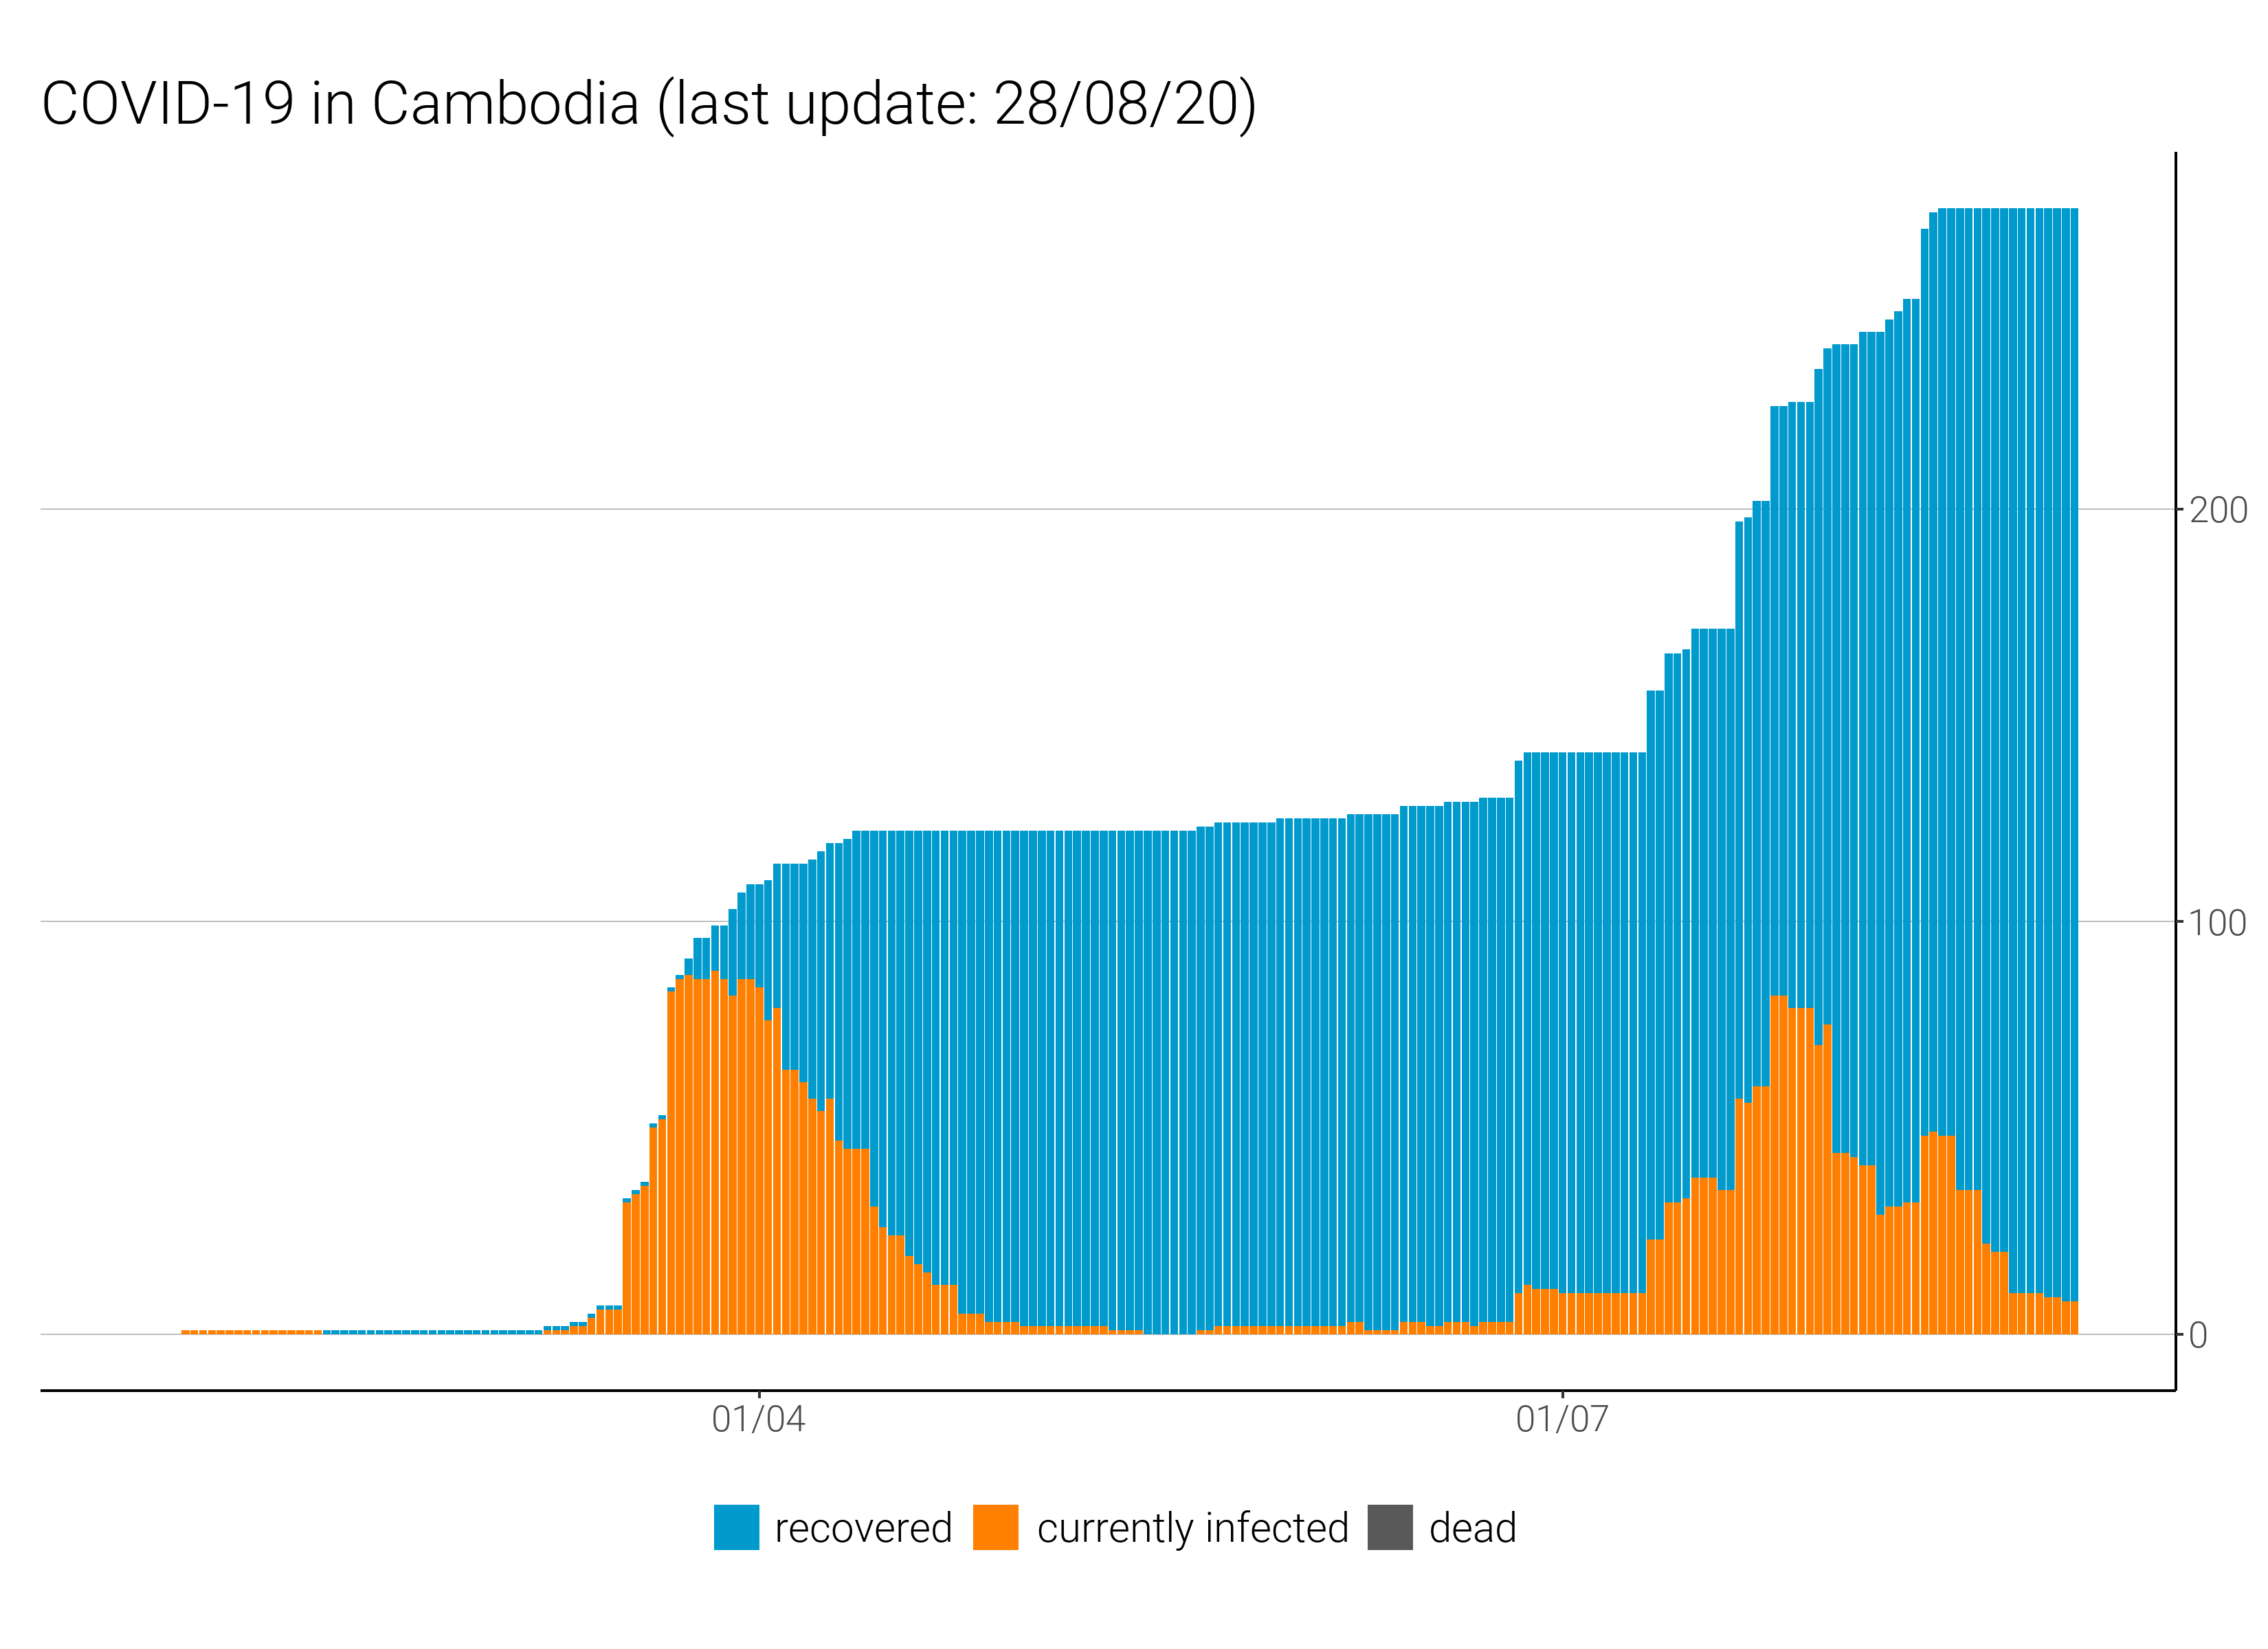 COVID-19 in Cambodia (last update: 28/08/20)
200
100
0
01/04 01/07
recovered currently infected dead